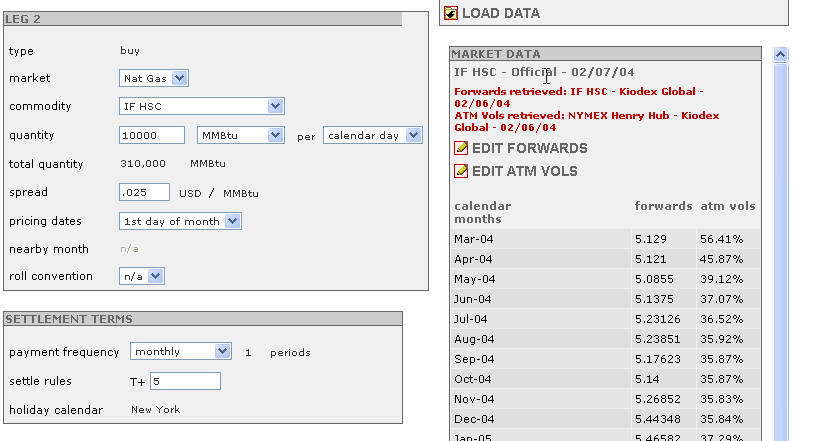 LEG 2
type buy
market Nat Gas
commodity IF HSC
quantity 10000 MMBtu per calendar day
total quantity 310,000 MMBtu
spread .025 USD / MMBtu
pricing dates 1st day of month
nearby month n/a
roll convention n/a
SETTLEMENT TERMS
payment frequency monthly 1 periods
settle rules T+ 5
holiday calendar New York
LOAD DATA
MARKET DATA
IF HSC - Official - 02/07/04
Forwards retrieved: IF HSC - Kiodex Global -
02/06/04
ATM Vols retrieved: NYMEX Henry Hub - Kiodex
Global - 02/06/04
EDIT FORWARDS
EDIT ATM VOLS
calendar forwards atm vols
months
Mar-04 5.129 56.41%
Apr-04 5.121 45.87%
May-04 5.0855 39.12%
Jun-04 5.1375 37.07%
Jul-04 5.23126 36.52%
Aug-04 5.23851 35.92%
Sep-04 5.17623 35.87%
Oct-04 5.14 35.87%
Nov-04 5.26852 35.83%
Dec-04 5.44348 35.84%
Jan-05 5.46582 37.29%